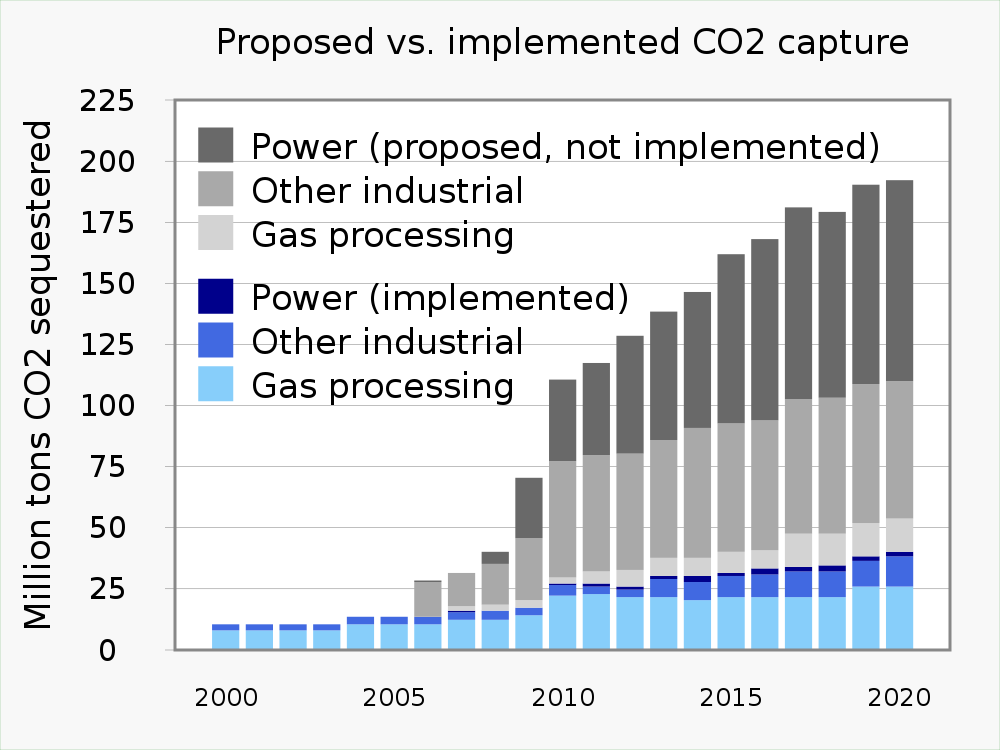 Proposed vs. implemented CO2 capture
Million tons CO2 sequestered
225
200
175
150
125
100
75
50
25
0
Power (proposed, not implemented)
Other industrial
Gas processing
Power (implemented)
Other industrial
Gas processing
2000 2005 2010 2015 2020